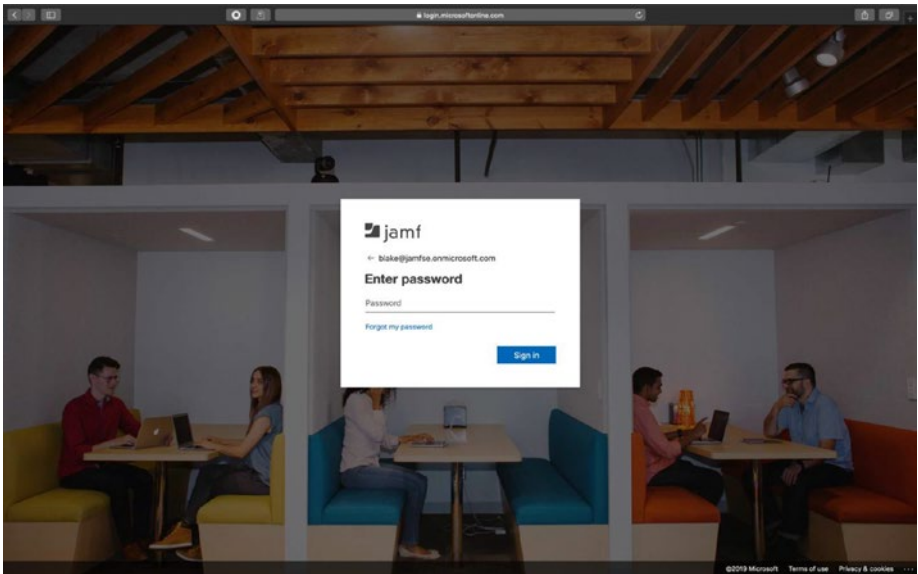 login.microsoftonline.com
jamf
blake@jamfse.onmicrosoft.com
Enter password
Password
Forgot my password
Sign in
©2019 Microsoft Terms of use Privacy & cookies